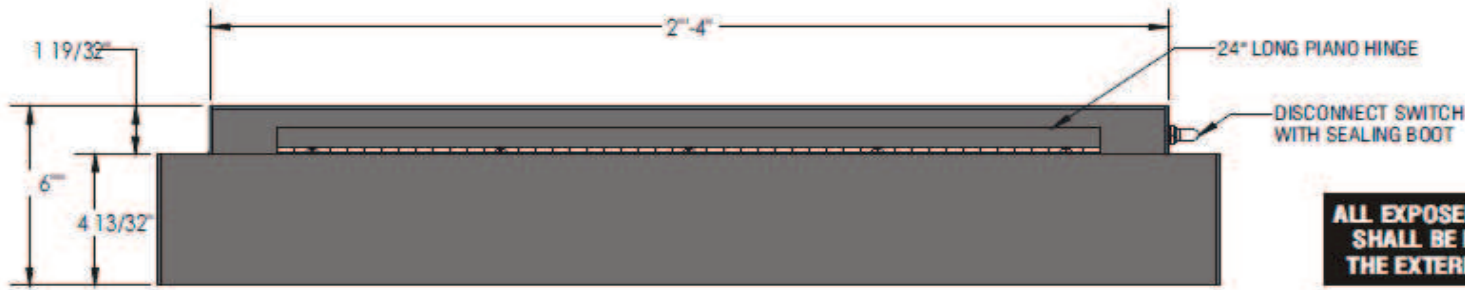 2'"-4"
1 19/32"
24" LONG PIANO HINGE
DISCONNECT SWITCH
WITH SEALING BOOT
6""
4 13/32"
ALL EXPOSE
SHALL BE
THE EXTER